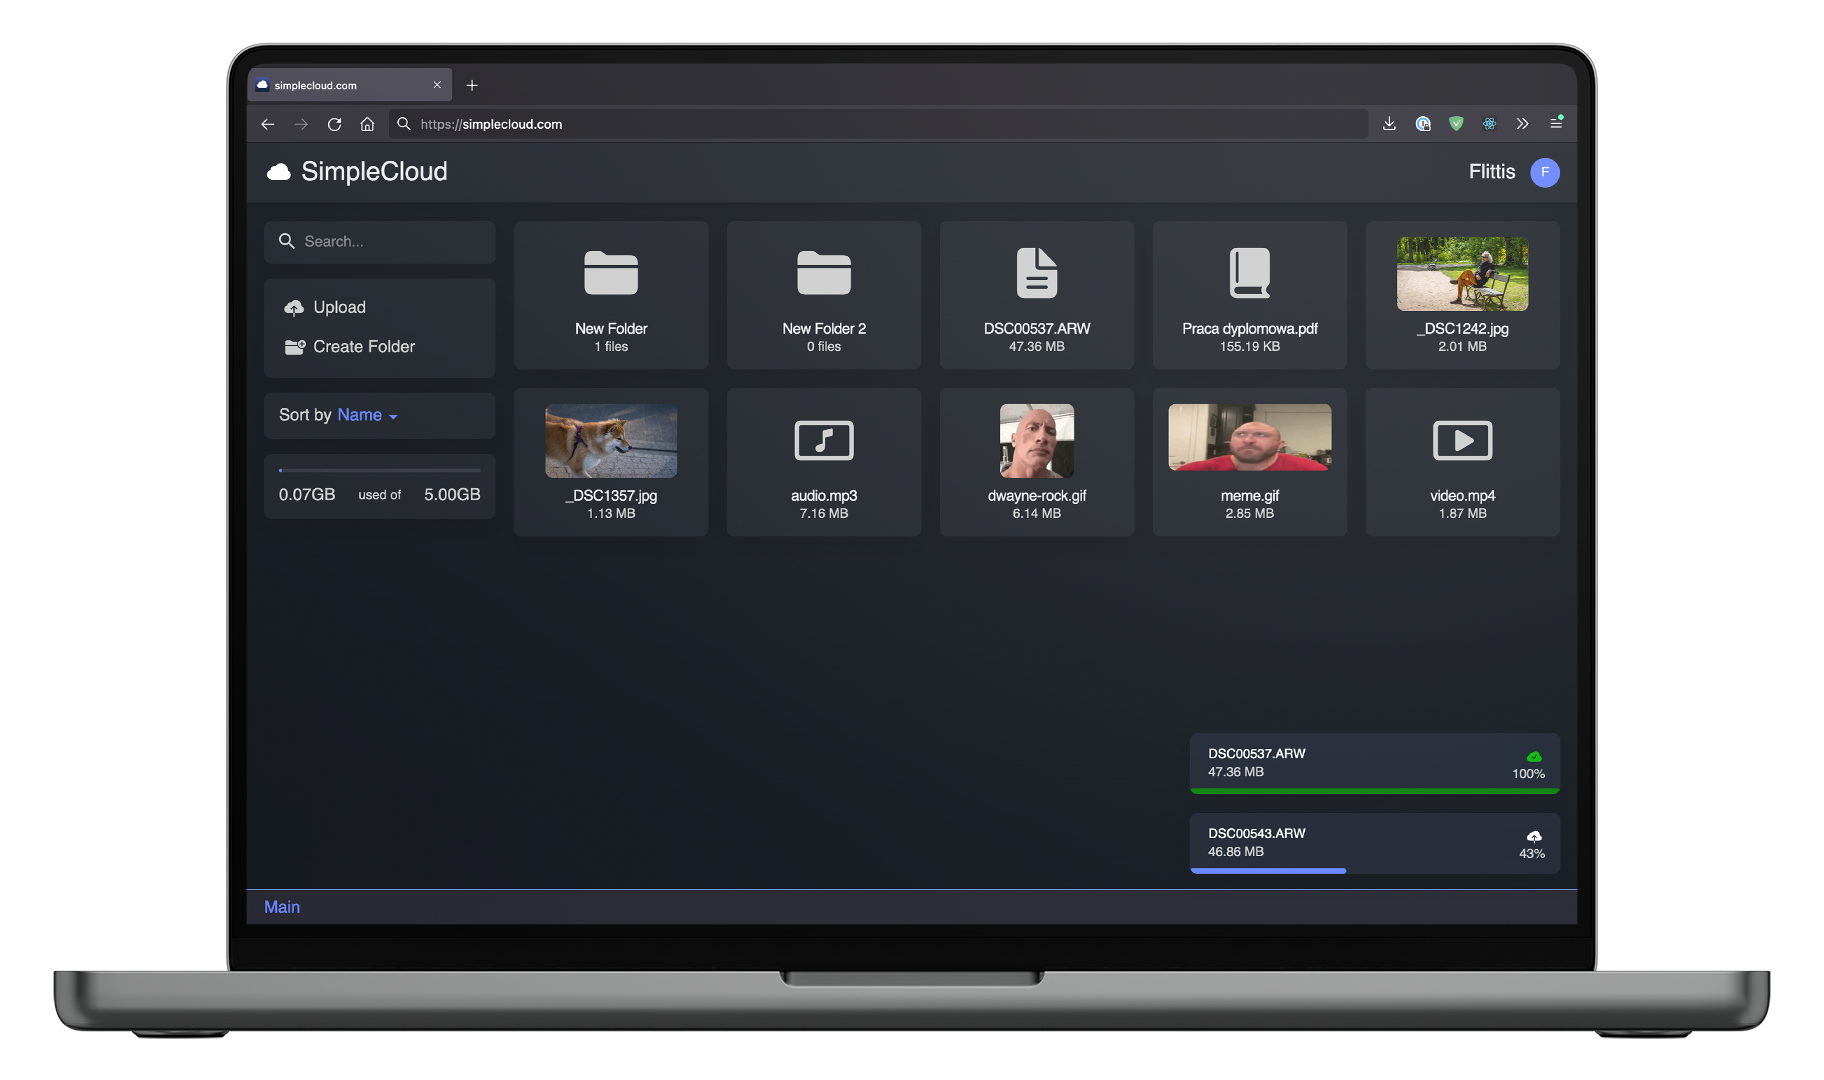 simplecloud.com
https://simplecloud.com
SimpleCloud
Flittis
F
Search...
Upload
Create Folder
Sort by Name
0.07GB used of 5.00GB
New Folder
1 files
New Folder 2
0 files
DSC00537.ARW
47.36 MB
Praca dyplomowa.pdf
155.19 KB
_DSC1242.jpg
2.01 MB
_DSC1357.jpg
1.13 MB
audio.mp3
7.16 MB
dwayne-rock.gif
6.14 MB
meme.gif
2.85 MB
video.mp4
1.87 MB
DSC00537.ARW
47.36 MB
100%
DSC00543.ARW
46.86 MB
43%
Main